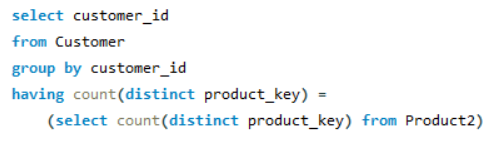 select customer_id
from Customer
group by customer_id
having count(distinct product_key) =
(select count(distinct product_key) from Product2)